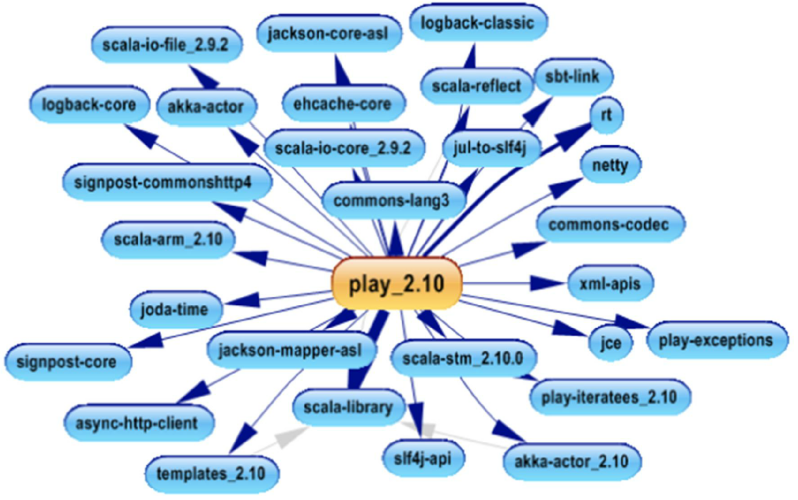 logback-classic
jackson-core-asl
scala-io-file_2.9.2
sbt-link
scala-reflect
logback-core
akka-actor
ehcache-core
rt
scala-io-core_2.9.2
jul-to-slf4j
netty
signpost-commonshttp4
commons-lang3
commons-codec
scala-arm_2.10
play_2.10
xml-apis
joda-time
play-exceptions
jce
jackson-mapper-asl
scala-stm_2.10.0
signpost-core
play-iteratees_2.10
scala-library
async-http-client
slf4j-api
akka-actor_2.10
templates_2.10